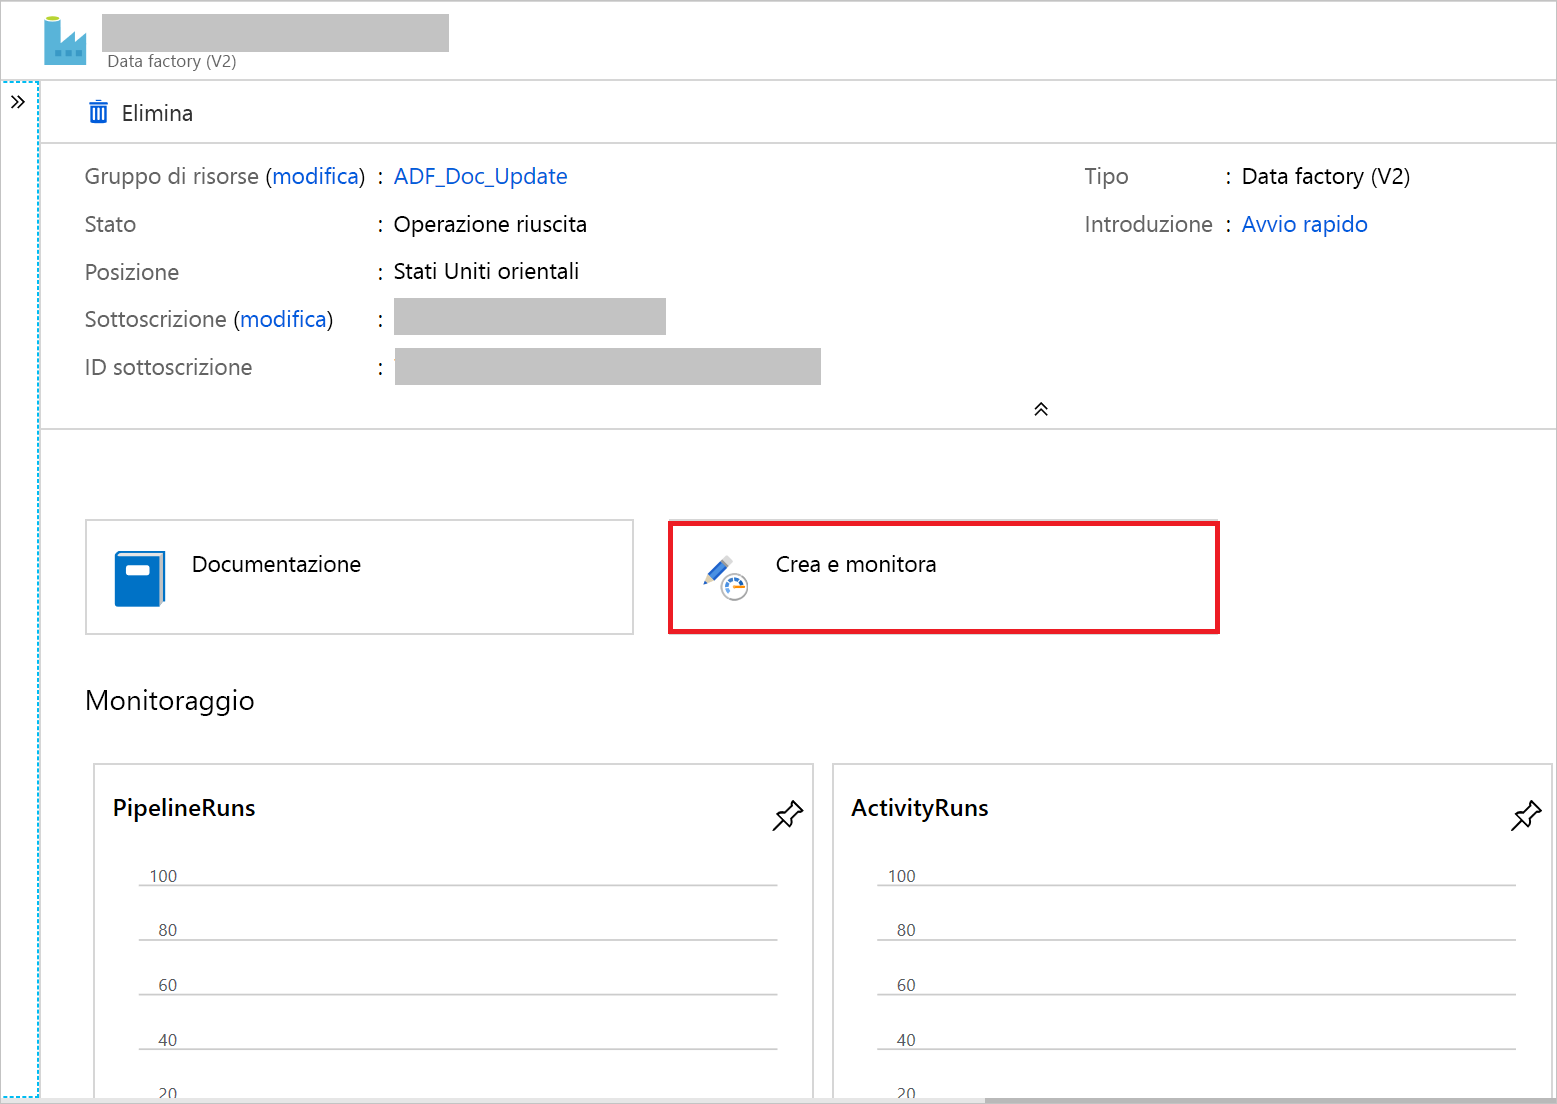 Data factory (V2)
Elimina
Gruppo di risorse (modifica) : ADF_Doc_Update
Tipo : Data factory (V2)
Stato : Operazione riuscita
Introduzione : Avvio rapido
Posizione : Stati Uniti orientali
Sottoscrizione (modifica) :
ID sottoscrizione :
Documentazione
Crea e monitora
Monitoraggio
PipelineRuns
100
80
60
40
20
ActivityRuns
100
80
60
40
20